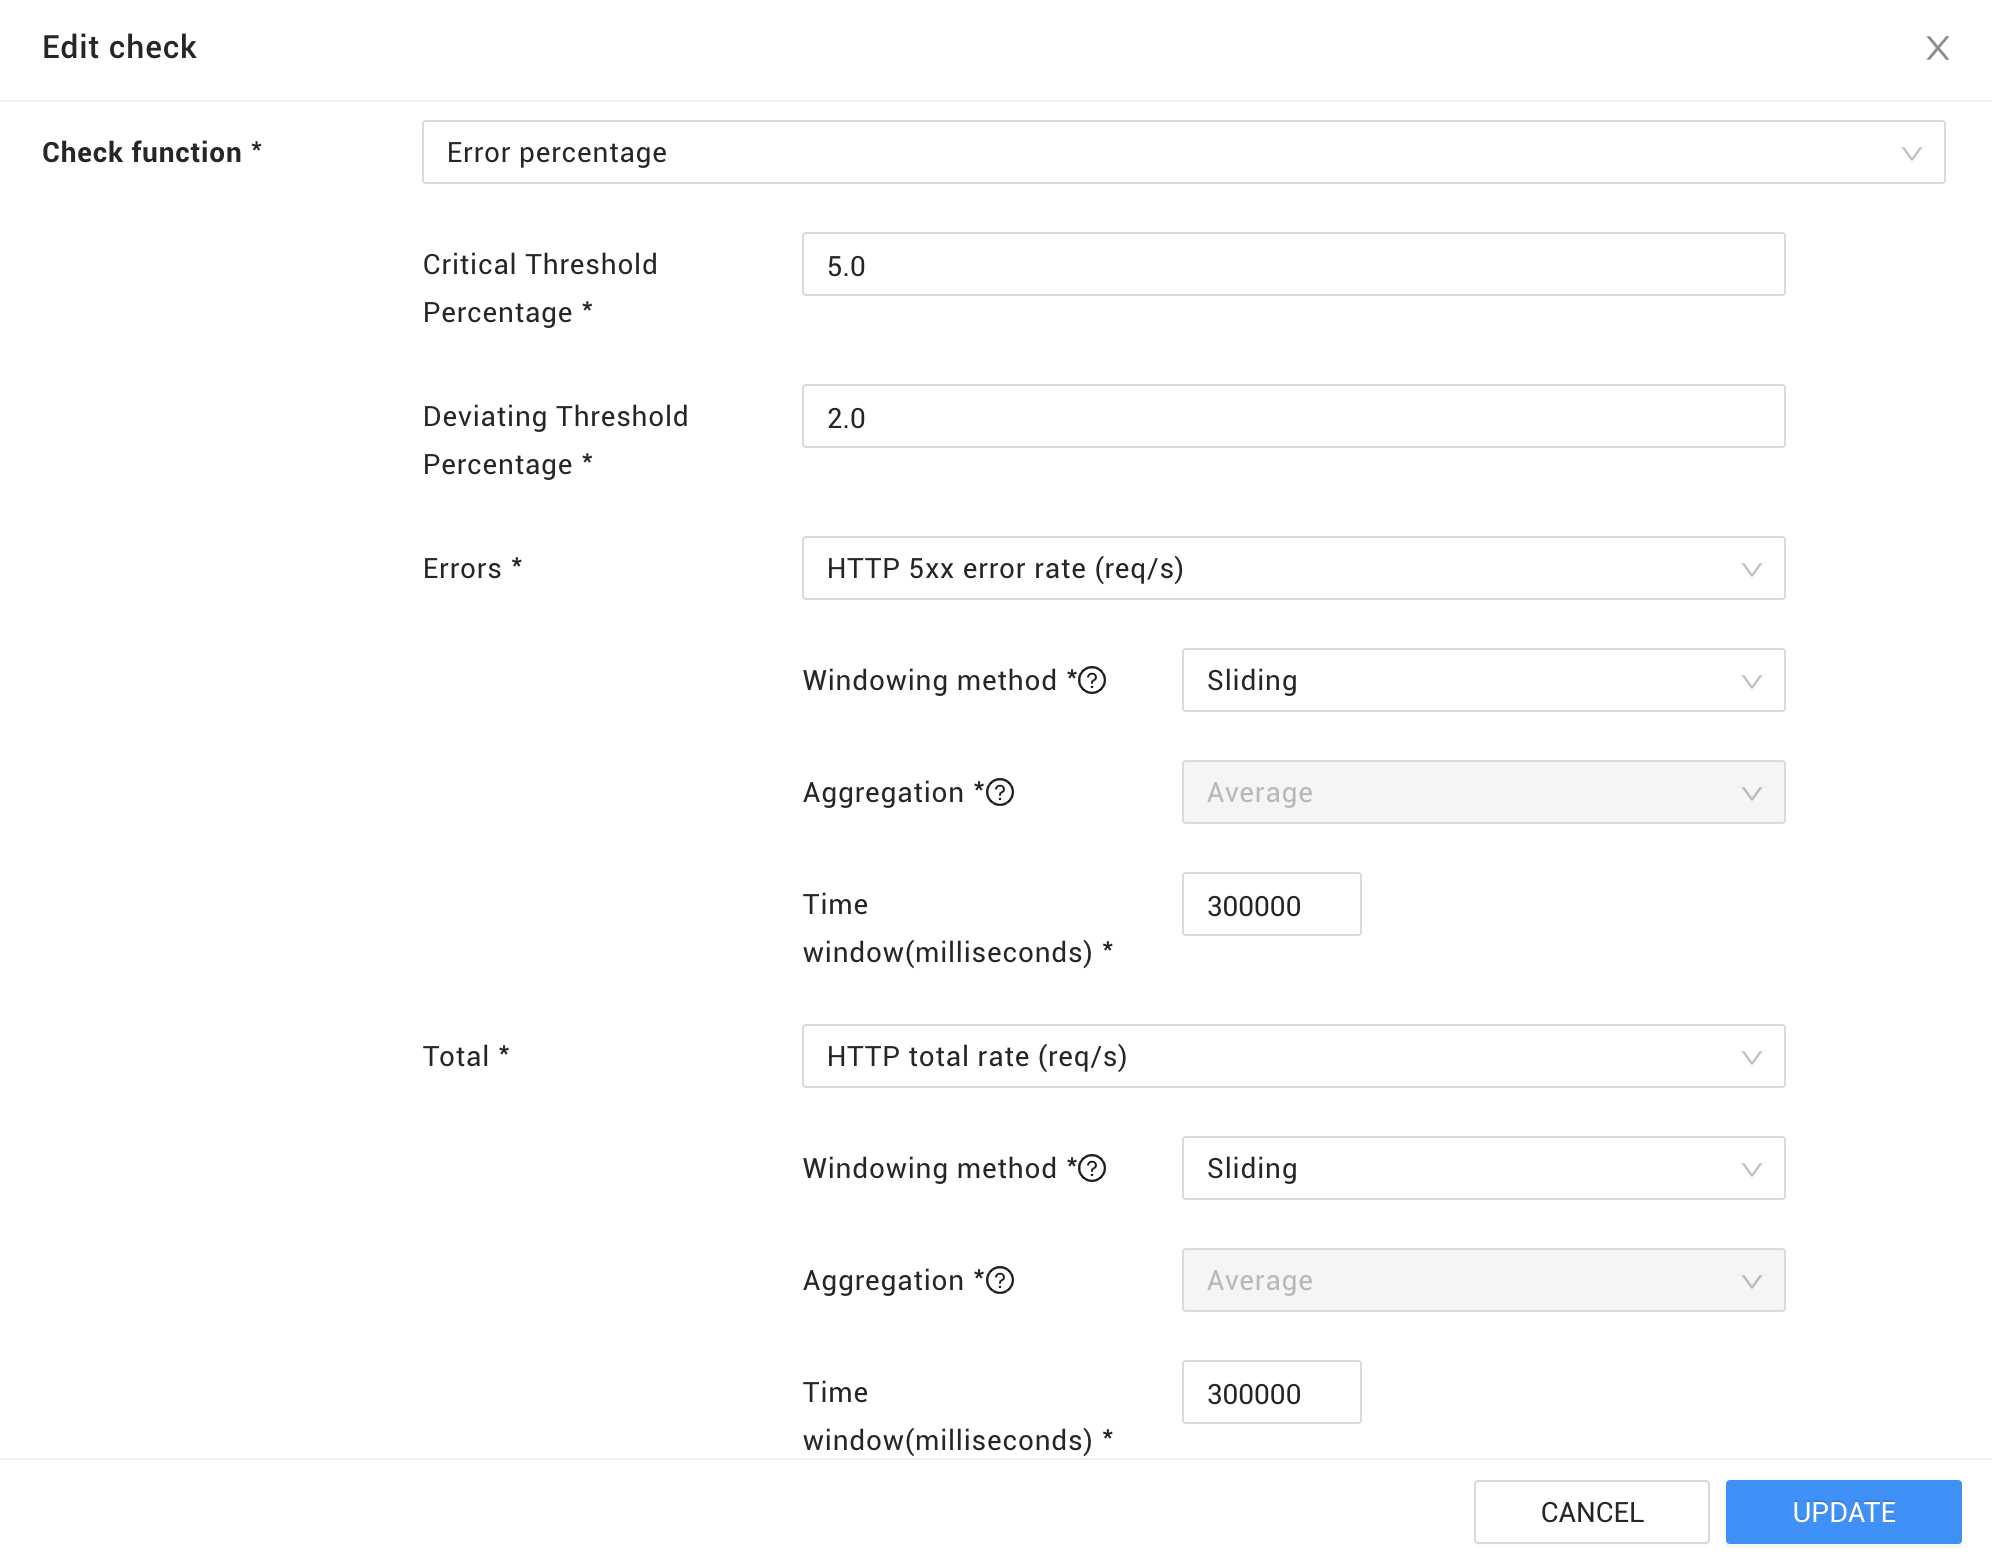 Edit check
Check function *
Error percentage
Critical Threshold
Percentage *
5.0
Deviating Threshold
Percentage *
2.0
Errors *
HTTP 5xx error rate (req/s)
Windowing method *?
Sliding
Aggregation *?
Average
Time
window(milliseconds) *
300000
Total *
HTTP total rate (req/s)
Windowing method *?
Sliding
Aggregation *?
Average
Time
window(milliseconds) *
300000
CANCEL
UPDATE